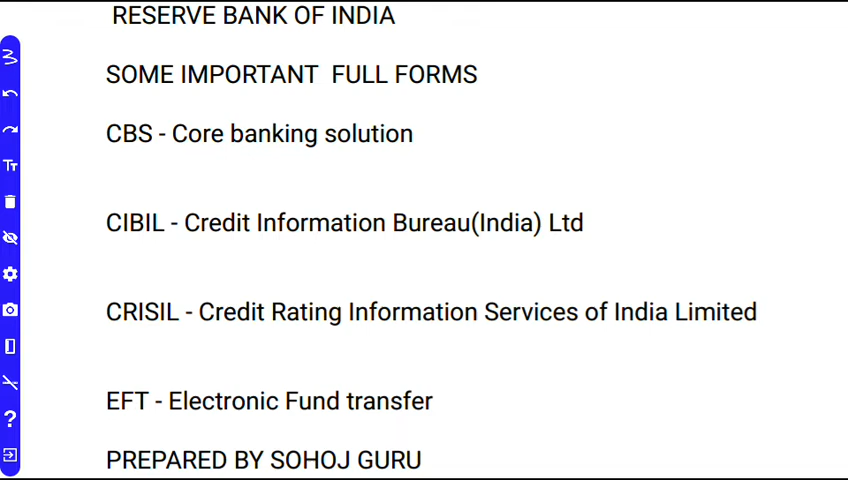 RESERVE BANK OF INDIA
SOME IMPORTANT FULL FORMS
CBS - Core banking solution
CIBIL - Credit Information Bureau(India) Ltd
CRISIL - Credit Rating Information Services of India Limited
EFT - Electronic Fund transfer
PREPARED BY SOHOJ GURU